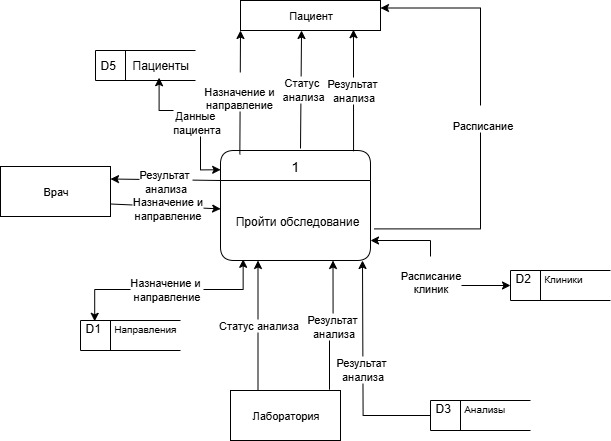 Пациент
D5 Пациенты
Назначение и
направление
Статус
анализа
Результат
анализа
Расписание
Данные
пациента
1
Врач
Результат
анализа
Назначение и
направление
Пройти обследование
Назначение и
направление
Расписание
клиник
D2 Клиники
D1 Направления
Статус анализа
Результат
анализа
Результат
анализа
Лаборатория
D3 Анализы